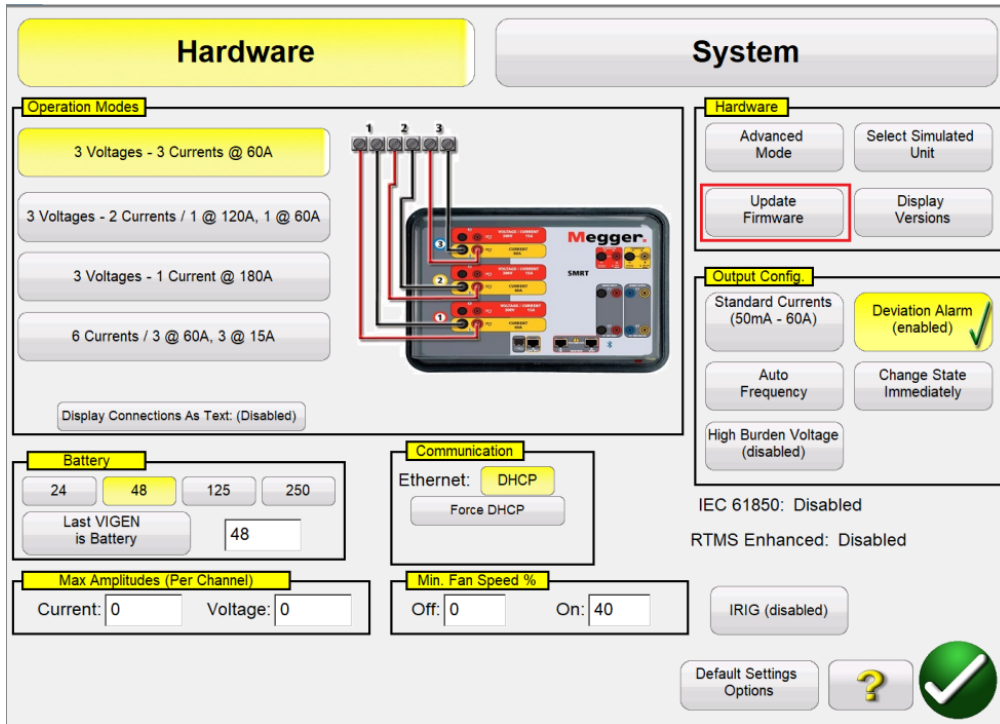 Hardware
System
Operation Modes
3 Voltages - 3 Currents @ 60A
3 Voltages - 2 Currents / 1 @ 120A, 1 @ 60A
3 Voltages - 1 Current @ 180A
6 Currents / 3 @ 60A, 3 @ 15A
Display Connections As Text: (Disabled)
1 2 3
Megger.
SMRT
3
2
1
Hardware
Advanced
Mode
Select Simulated
Unit
Update
Firmware
Display
Versions
Output Config.
Standard Currents
(50mA - 60A)
Deviation Alarm
(enabled)
Auto
Frequency
Change State
Immediately
High Burden Voltage
(disabled)
Battery
24 48 125 250
Last VIGEN
is Battery
48
Communication
Ethernet: DHCP
Force DHCP
IEC 61850: Disabled
RTMS Enhanced: Disabled
Max Amplitudes (Per Channel)
Current: 0 Voltage: 0
Min. Fan Speed %
Off: 0 On: 40
IRIG (disabled)
Default Settings
Options
?